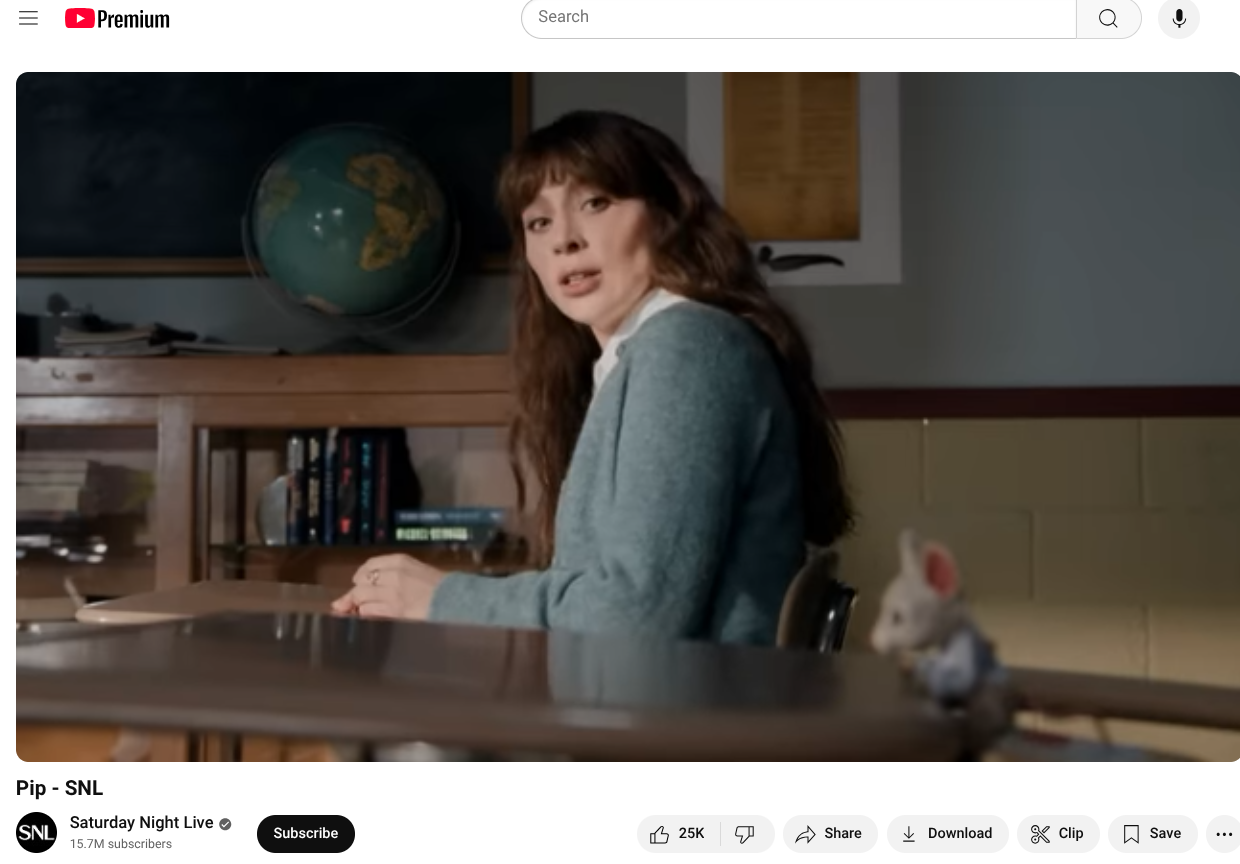 Premium
Search
Pip - SNL
SNL
Saturday Night Live
15.7M subscribers
Subscribe
25K
Share
Download
Clip
Save